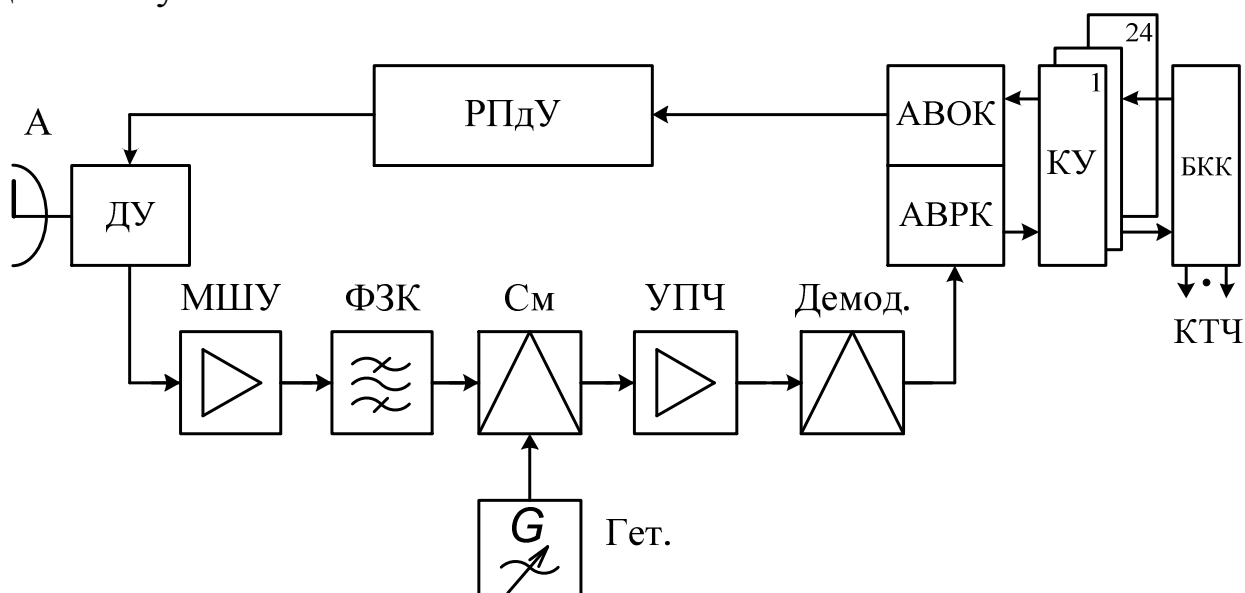 24
1
А
РПдУ
АВОК
КУ
БКК
ДУ
АВРК
МШУ
ФЗК
См
УПЧ
Демод.
КТЧ
G
Гет.